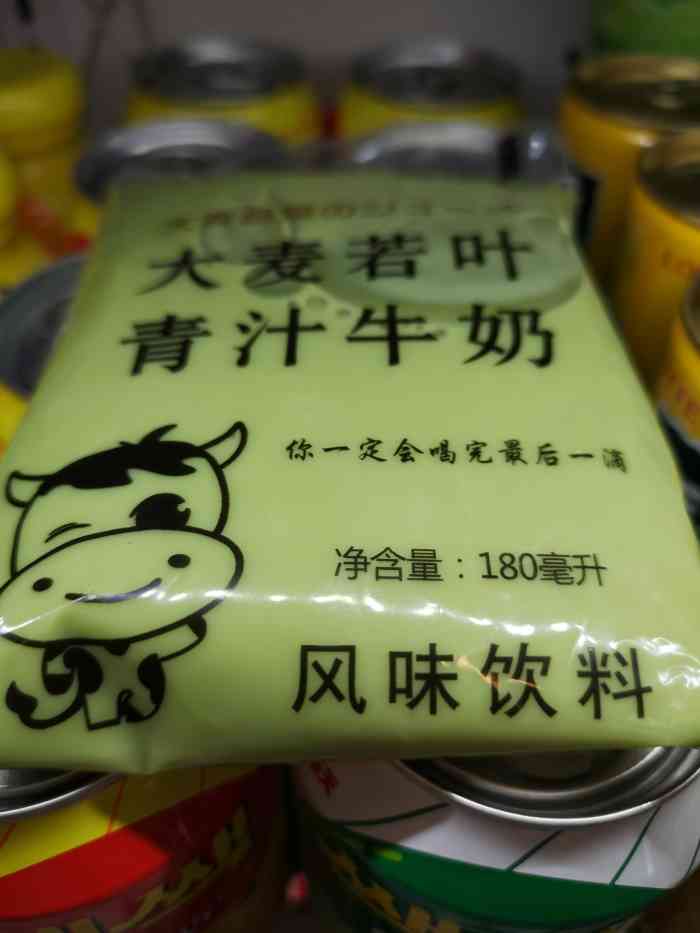 大麦若叶
青汁牛奶
你一定会喝完最后一滴
净含量：180毫升
风味饮料